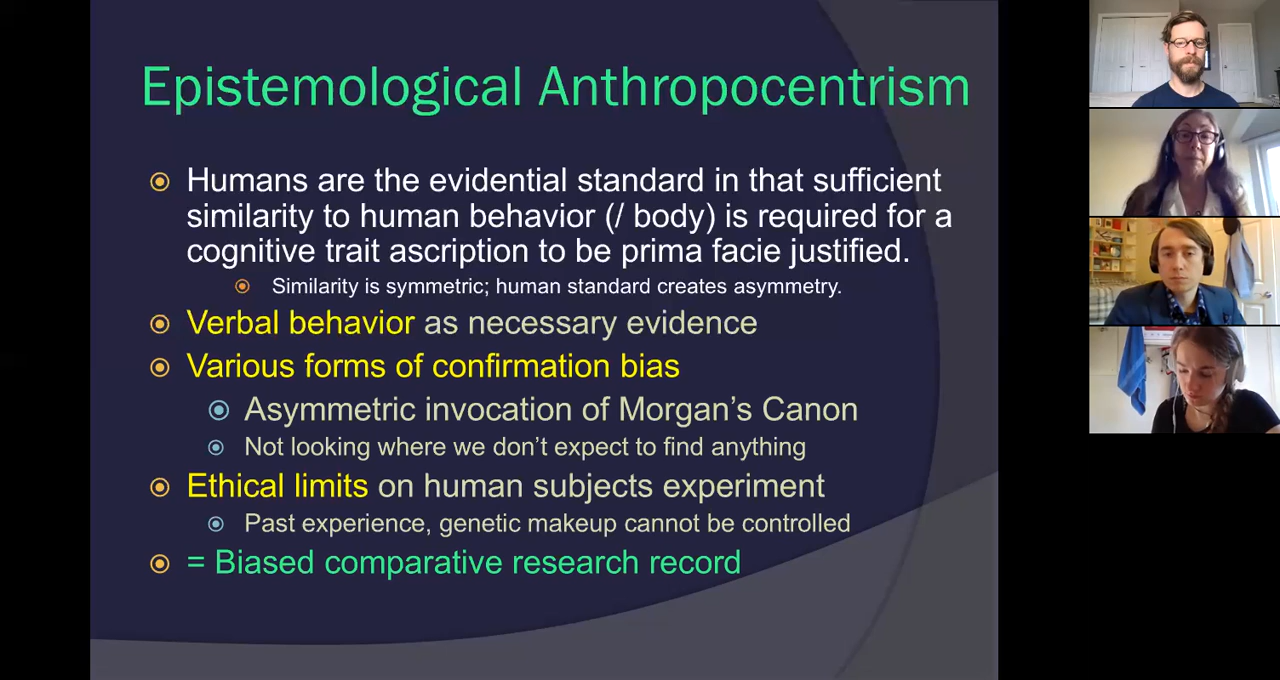 Epistemological Anthropocentrism
Humans are the evidential standard in that sufficient
similarity to human behavior (/ body) is required for a
cognitive trait ascription to be prima facie justified.
Similarity is symmetric; human standard creates asymmetry.
Verbal behavior as necessary evidence
Various forms of confirmation bias
Asymmetric invocation of Morgan’s Canon
Not looking where we don’t expect to find anything
Ethical limits on human subjects experiment
Past experience, genetic makeup cannot be controlled
= Biased comparative research record